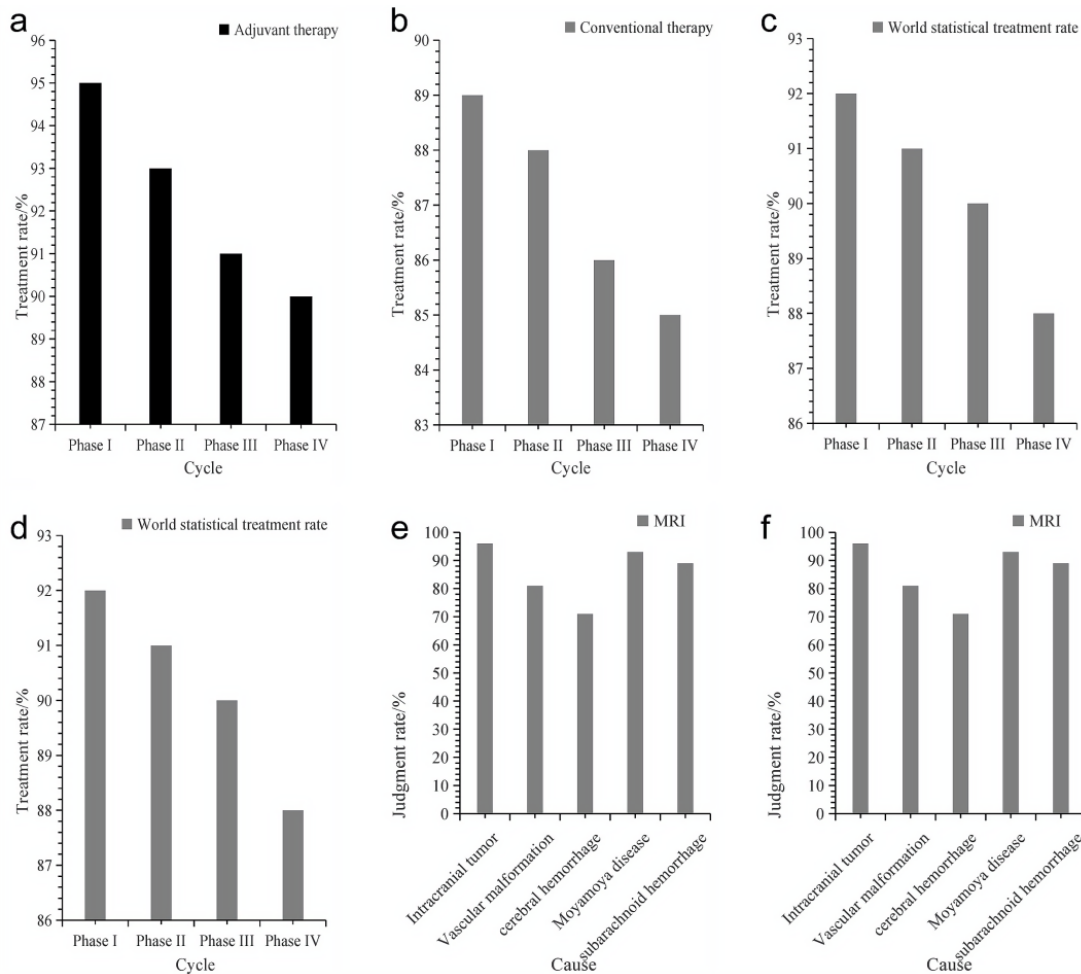 a
Adjuvant therapy
96
95
94
93
92
91
90
89
88
87
Treatment rate/%
Phase I Phase II Phase III Phase IV
Cycle
b
Conventional therapy
90
89
88
87
86
85
84
83
Treatment rate/%
Phase I Phase II Phase III Phase IV
Cycle
c
World statistical treatment rate
93
92
91
90
89
88
87
86
Treatment rate/%
Phase I Phase II Phase III Phase IV
Cycle
d
World statistical treatment rate
93
92
91
90
89
88
87
86
Treatment rate/%
Phase I Phase II Phase III Phase IV
Cycle
e
MRI
100
90
80
70
60
50
40
30
20
10
0
Judgment rate/%
Intracranial tumor
Vascular malformation
cerebral hemorrhage
Moyamoya disease
subarachnoid hemorrhage
Cause
f
MRI
100
90
80
70
60
50
40
30
20
10
0
Judgment rate/%
Intracranial tumor
Vascular malformation
cerebral hemorrhage
Moyamoya disease
subarachnoid hemorrhage
Cause